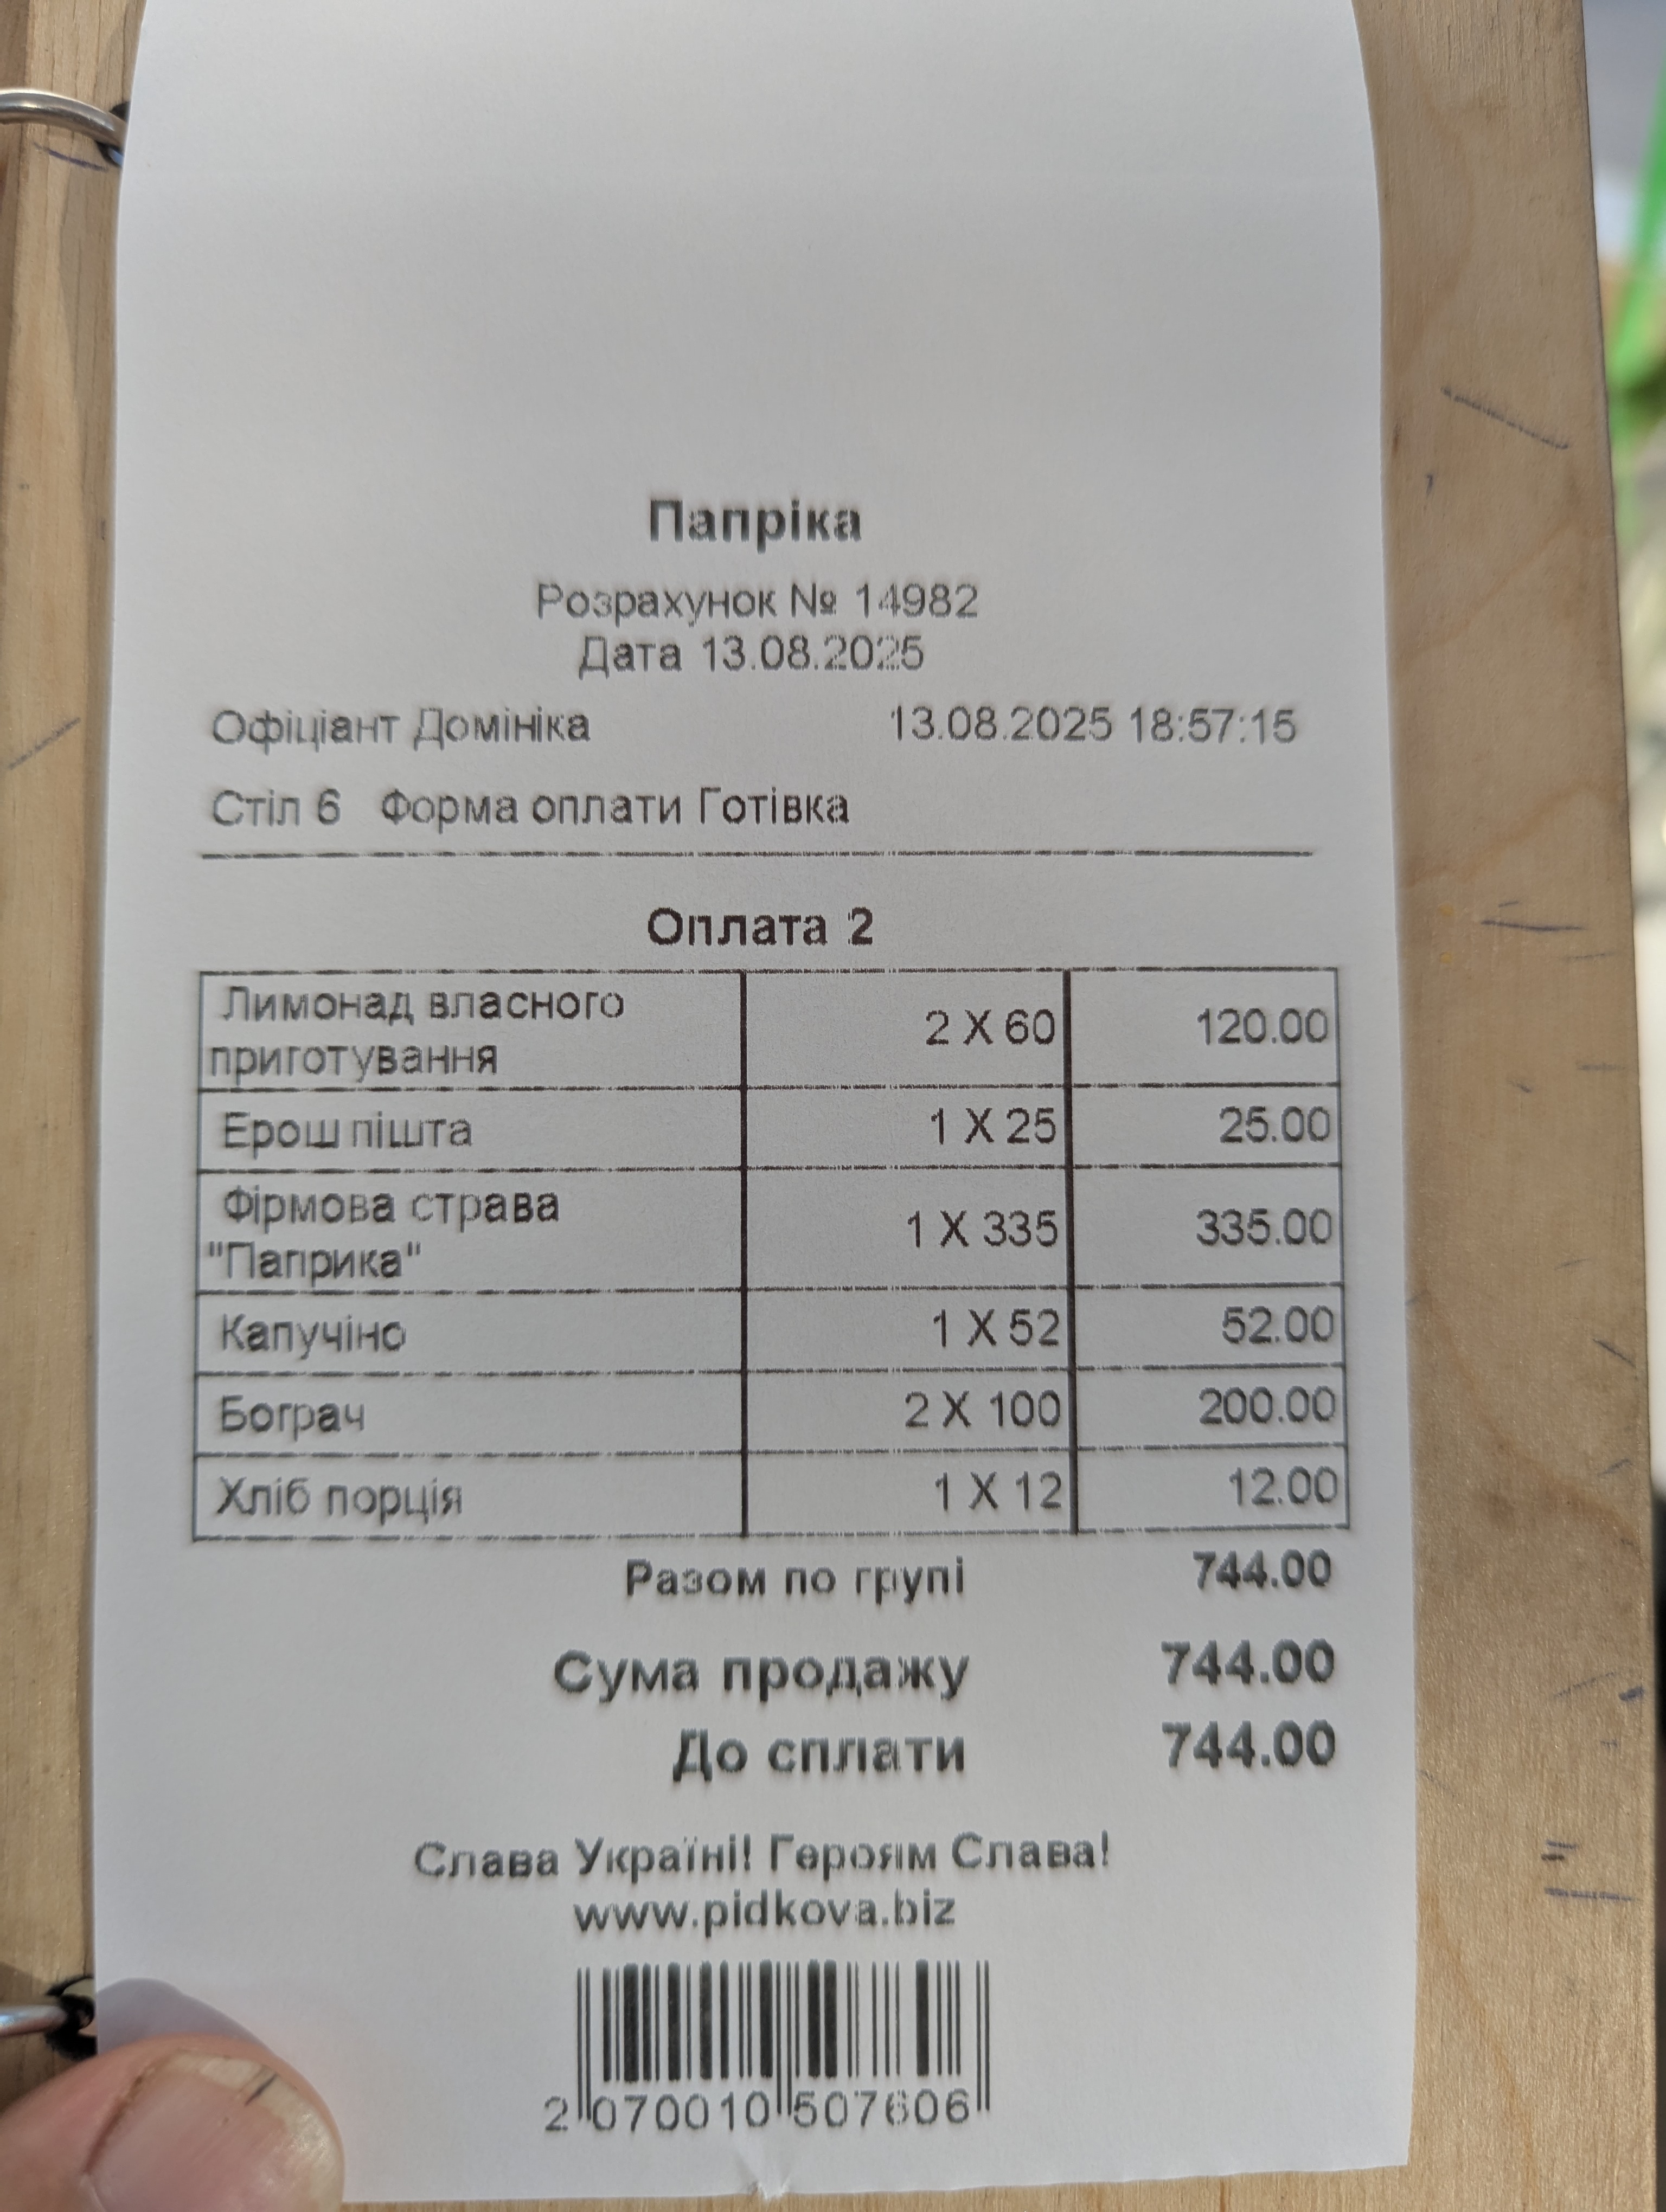 Папріка
Розрахунок № 14982
Дата 13.08.2025
Офіціант Домініка 13.08.2025 18:57:15
Стіл 6 Форма оплати Готівка
Оплата 2
Лимонад власного
приготування 2 X 60 120.00
Ерош пішта 1 X 25 25.00
Фірмова страва
"Паприка" 1 X 335 335.00
Капучіно 1 X 52 52.00
Бограч 2 X 100 200.00
Хліб порція 1 X 12 12.00
Разом по групі 744.00
Сума продажу 744.00
До сплати 744.00
Слава Україні! Героям Слава!
www.pidkova.biz
2 070010 507606